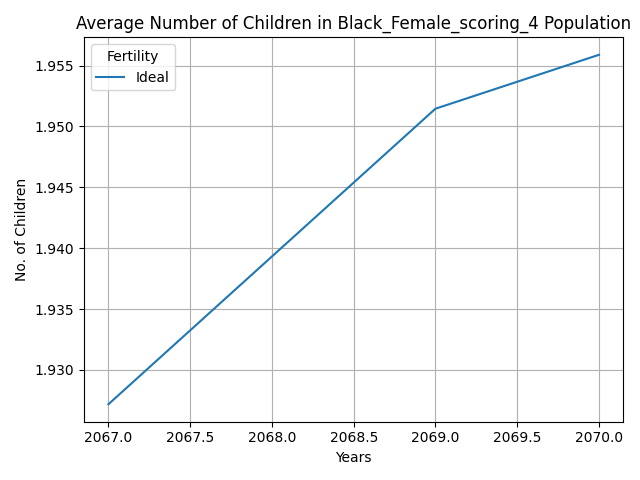 Average Number of Children in Black_Female_scoring_4 Population
Fertility
Ideal
1.955
1.950
1.945
1.940
1.935
1.930
No. of Children
2067.0 2067.5 2068.0 2068.5 2069.0 2069.5 2070.0
Years